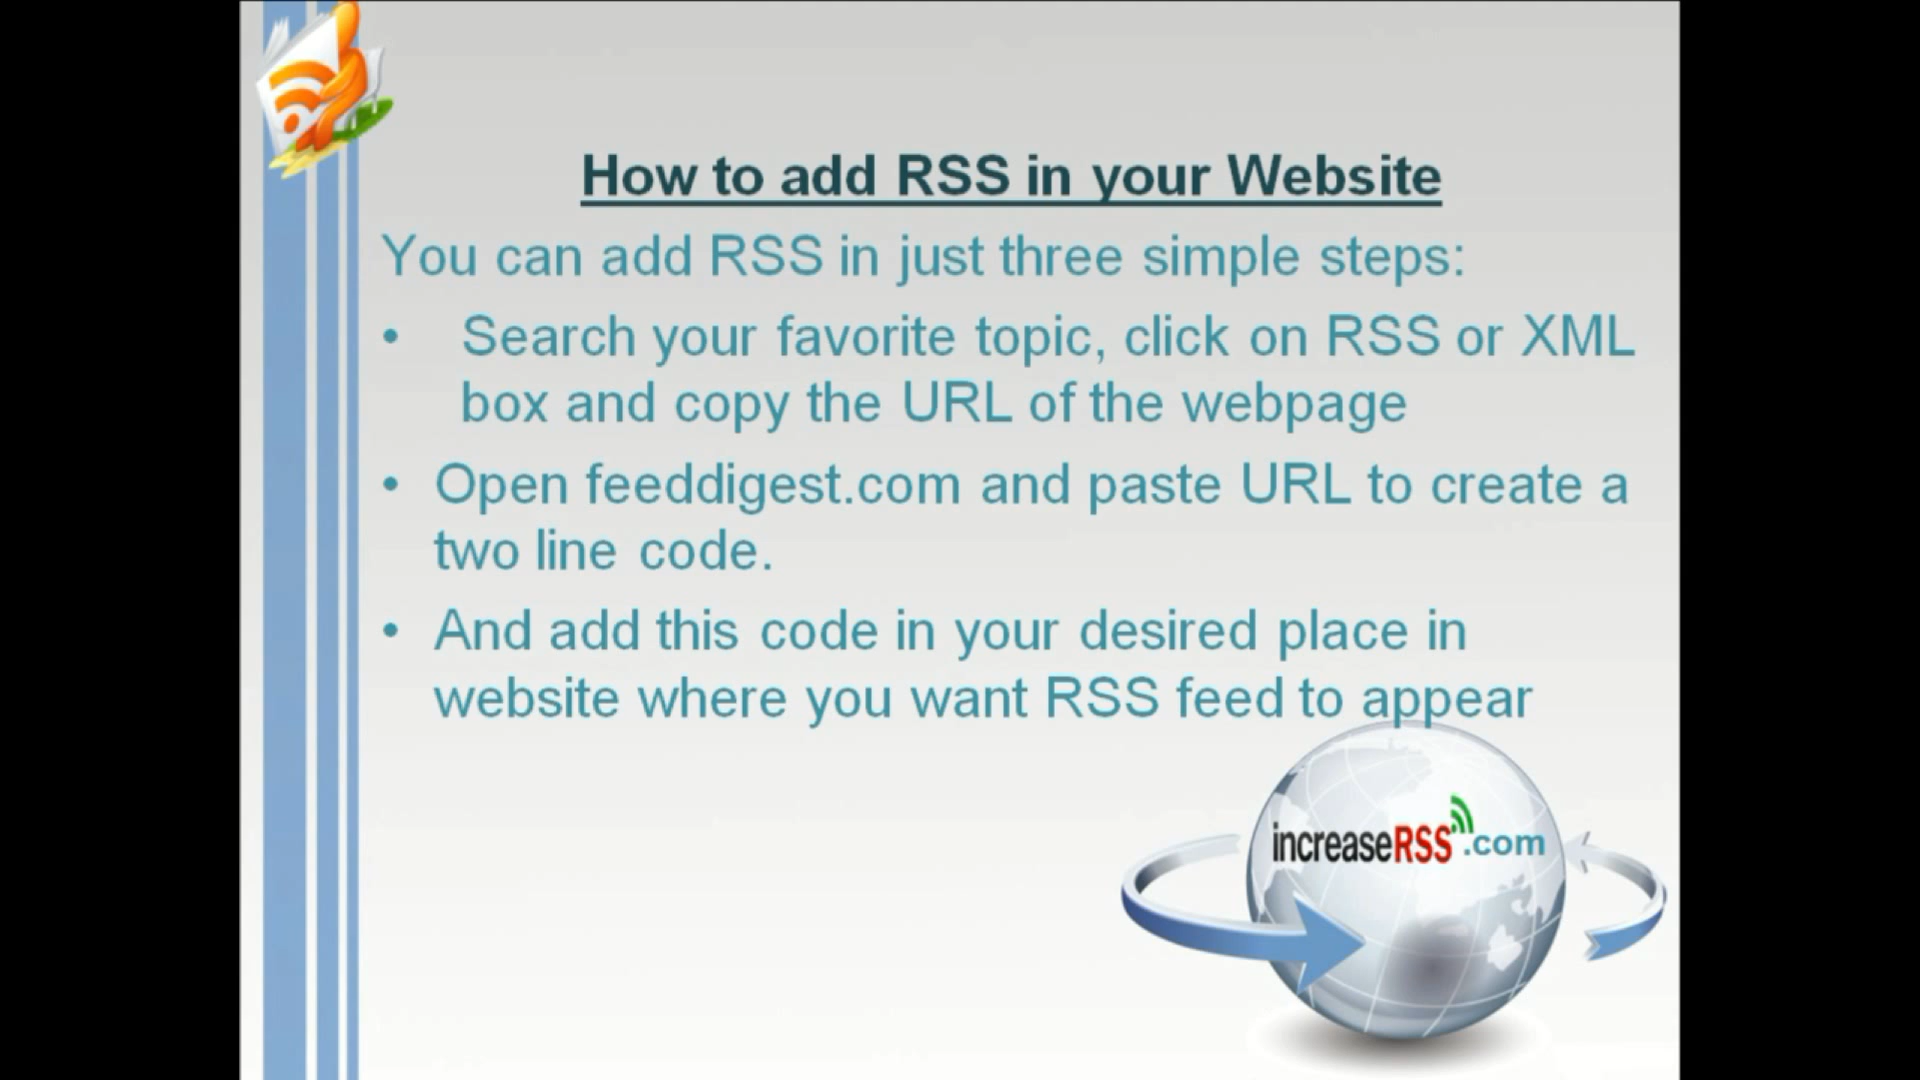 How to add RSS in your Website
You can add RSS in just three simple steps:
• Search your favorite topic, click on RSS or XML
box and copy the URL of the webpage
• Open feeddigest.com and paste URL to create a
two line code.
• And add this code in your desired place in
website where you want RSS feed to appear
increaseRSS.com